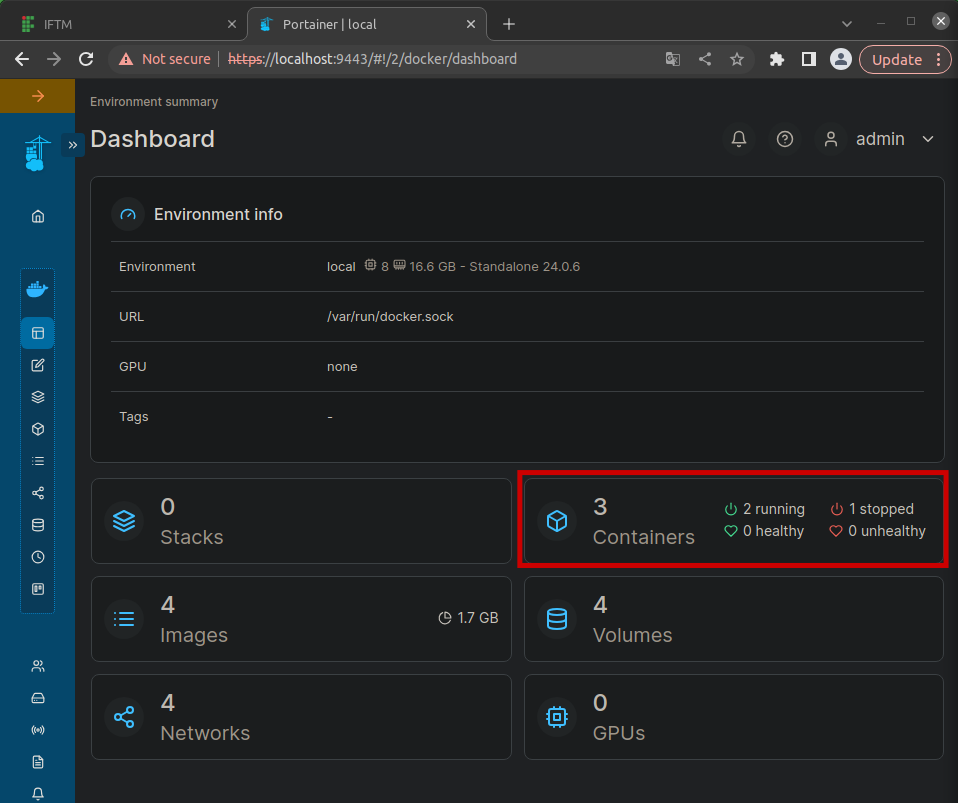 IFTM
Portainer | local
Not secure
https://localhost:9443/#!/2/docker/dashboard
Update
Environment summary
Dashboard
admin
Environment info
Environment
local 8 16.6 GB - Standalone 24.0.6
URL
/var/run/docker.sock
GPU
none
Tags
-
0
Stacks
3
Containers
2 running
1 stopped
0 healthy
0 unhealthy
4
Images
1.7 GB
4
Volumes
4
Networks
0
GPUs